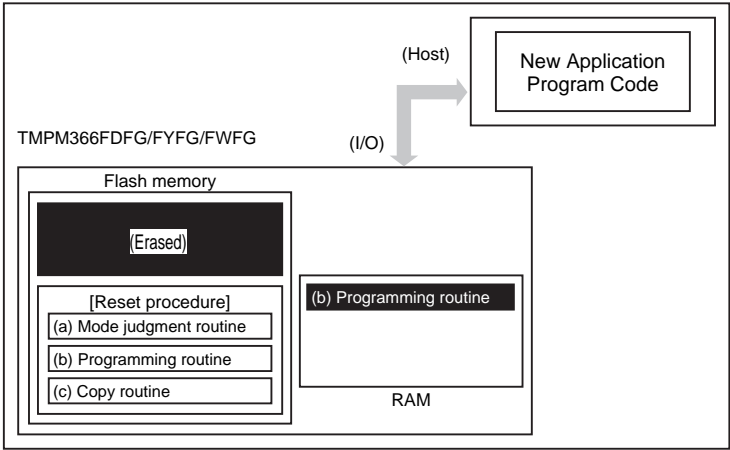 (Host)
New Application
Program Code
TMPM366FDFG/FYFG/FWFG
(I/O)
Flash memory
(Erased)
[Reset procedure]
(a) Mode judgment routine
(b) Programming routine
(c) Copy routine
(b) Programming routine
RAM